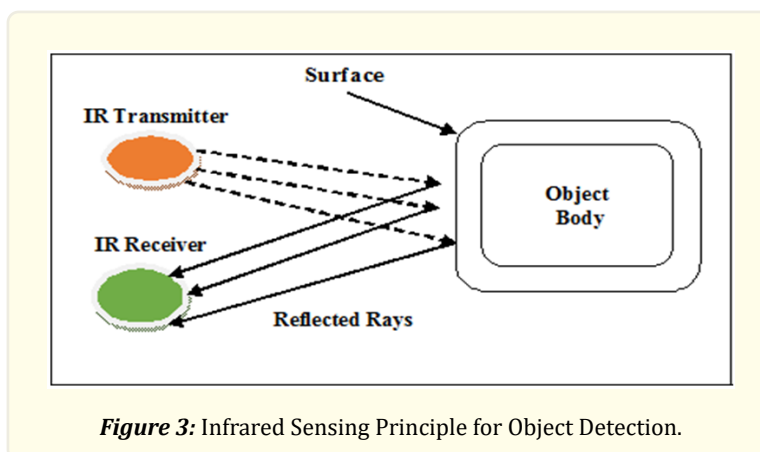 Surface
IR Transmitter
Object
Body
IR Receiver
Reflected Rays
Figure 3: Infrared Sensing Principle for Object Detection.